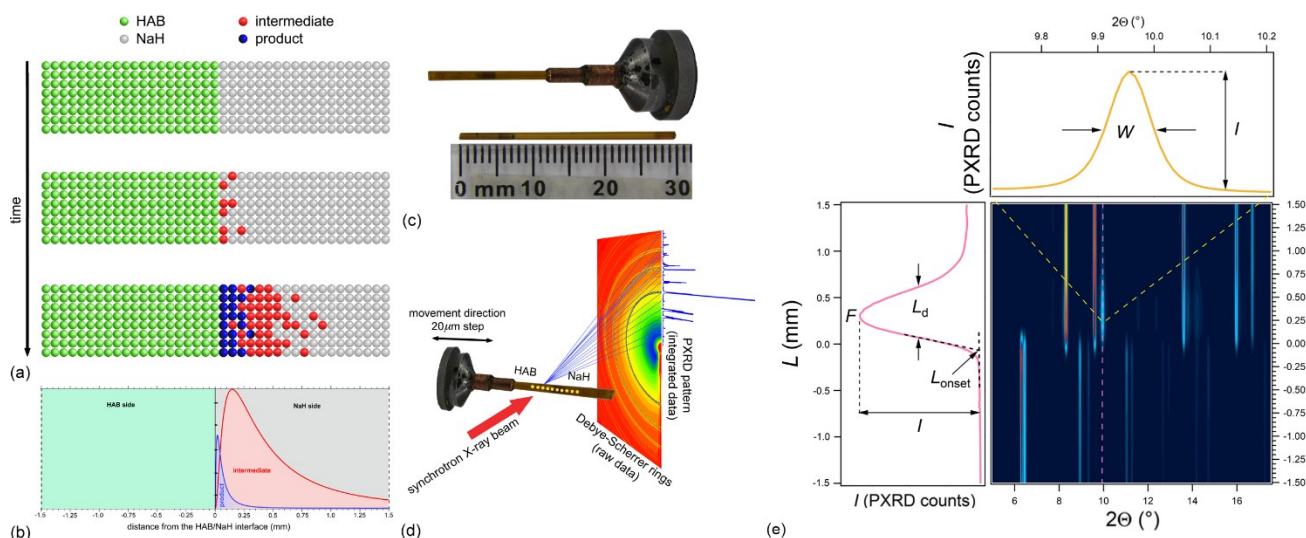 HAB
intermediate
NaH
product
time
(a)
HAB side
NaH side
intermediate
product
-1.5 -1.25 -1 -0.75 -0.5 -0.25 0 0.25 0.5 0.75 1 1.25 1.5
distance from the HAB/NaH interface (mm)
(b)
0 mm 10 20 30
(c)
movement direction
20μm step
HAB
NaH
synchrotron X-ray beam
Debye-Scherrer rings
(raw data)
PXRD pattern
(integrated data)
(d)
2Θ (°)
9.8 9.9 10.0 10.1 10.2
I
(PXRD counts)
W
I
1.5
1.0
0.5
0.0
-0.5
-1.0
-1.5
L (mm)
F
Ld
Lonset
I
I (PXRD counts)
1.50
1.25
1.00
0.75
0.50
0.25
0.00
-0.25
-0.50
-0.75
-1.00
-1.25
-1.50
6 8 10 12 14 16
2Θ (°)
(e)